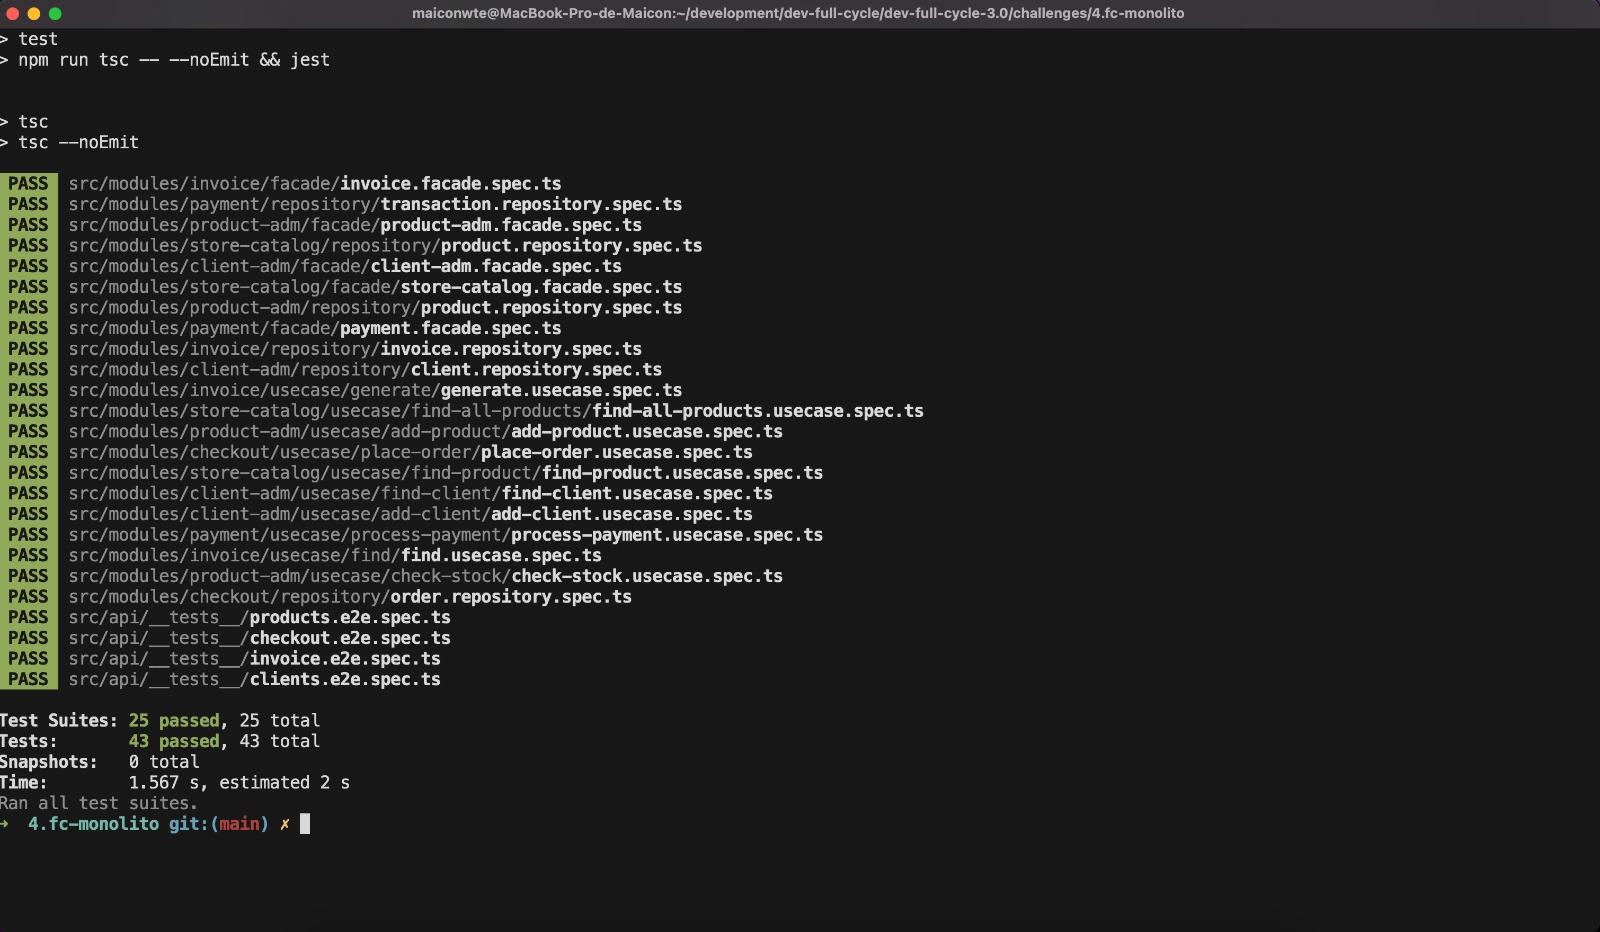 maiconwte@MacBook-Pro-de-Maicon:~/development/dev-full-cycle/dev-full-cycle-3.0/challenges/4.fc-monolito
> test
> npm run tsc -- --noEmit && jest
> tsc
> tsc --noEmit
PASS src/modules/invoice/facade/invoice.facade.spec.ts
PASS src/modules/payment/repository/transaction.repository.spec.ts
PASS src/modules/product-adm/facade/product-adm.facade.spec.ts
PASS src/modules/store-catalog/repository/product.repository.spec.ts
PASS src/modules/client-adm/facade/client-adm.facade.spec.ts
PASS src/modules/store-catalog/facade/store-catalog.facade.spec.ts
PASS src/modules/product-adm/repository/product.repository.spec.ts
PASS src/modules/payment/facade/payment.facade.spec.ts
PASS src/modules/invoice/repository/invoice.repository.spec.ts
PASS src/modules/client-adm/repository/client.repository.spec.ts
PASS src/modules/invoice/usecase/generate/generate.usecase.spec.ts
PASS src/modules/store-catalog/usecase/find-all-products/find-all-products.usecase.spec.ts
PASS src/modules/product-adm/usecase/add-product/add-product.usecase.spec.ts
PASS src/modules/checkout/usecase/place-order/place-order.usecase.spec.ts
PASS src/modules/store-catalog/usecase/find-product/find-product.usecase.spec.ts
PASS src/modules/client-adm/usecase/find-client/find-client.usecase.spec.ts
PASS src/modules/client-adm/usecase/add-client/add-client.usecase.spec.ts
PASS src/modules/payment/usecase/process-payment/process-payment.usecase.spec.ts
PASS src/modules/invoice/usecase/find/find.usecase.spec.ts
PASS src/modules/product-adm/usecase/check-stock/check-stock.usecase.spec.ts
PASS src/modules/checkout/repository/order.repository.spec.ts
PASS src/api/__tests__/products.e2e.spec.ts
PASS src/api/__tests__/checkout.e2e.spec.ts
PASS src/api/__tests__/invoice.e2e.spec.ts
PASS src/api/__tests__/clients.e2e.spec.ts
Test Suites: 25 passed, 25 total
Tests: 43 passed, 43 total
Snapshots: 0 total
Time: 1.567 s, estimated 2 s
Ran all test suites.
→ 4.fc-monolito git:(main) ✗